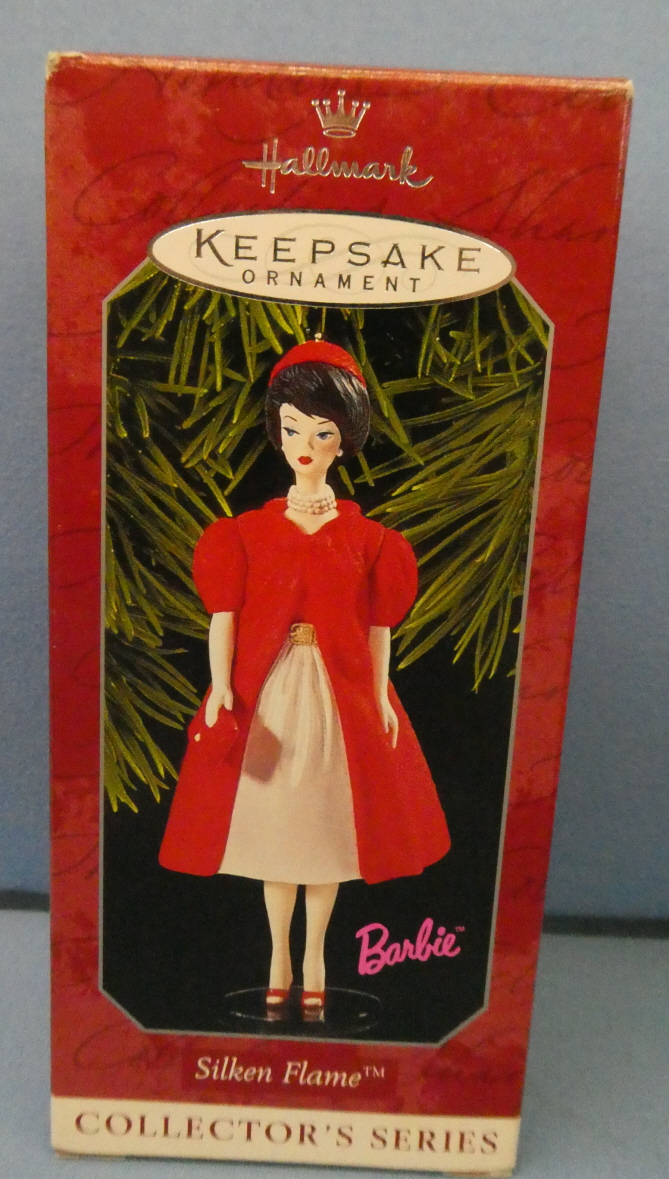 Hallmark
KEEPSAKE
ORNAMENT
Barbie™
Silken Flame™
COLLECTOR'S SERIES